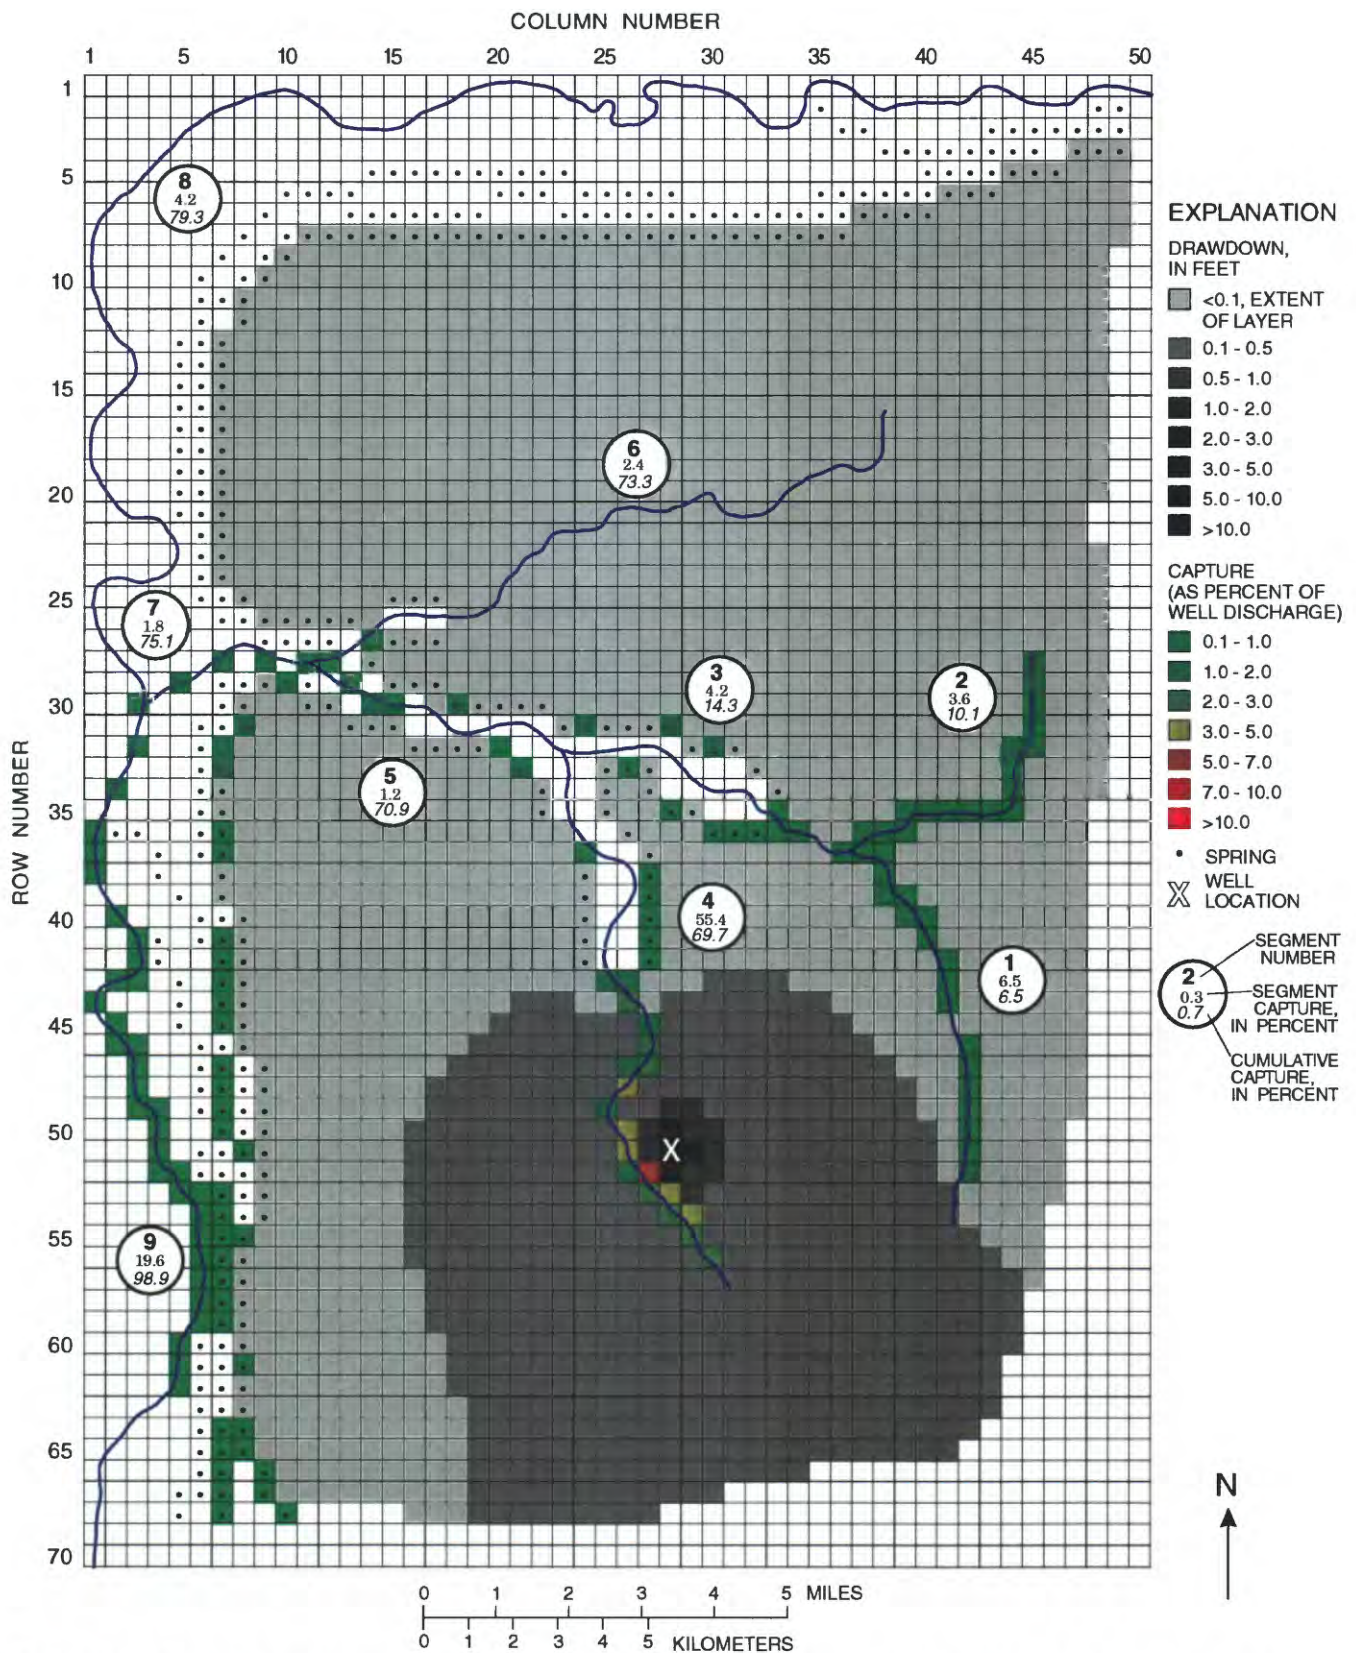 COLUMN NUMBER
1 5 10 15 20 25 30 35 40 45 50
ROW NUMBER
1
5
10
15
20
25
30
35
40
45
50
55
60
65
70
8
4.2
79.3
6
2.4
73.3
7
1.8
75.1
3
4.2
14.3
2
3.6
10.1
5
1.2
70.9
4
55.4
69.7
1
6.5
6.5
9
19.6
98.9
X
EXPLANATION
DRAWDOWN,
IN FEET
<0.1, EXTENT
OF LAYER
0.1 - 0.5
0.5 - 1.0
1.0 - 2.0
2.0 - 3.0
3.0 - 5.0
5.0 - 10.0
>10.0
CAPTURE
(AS PERCENT OF
WELL DISCHARGE)
0.1 - 1.0
1.0 - 2.0
2.0 - 3.0
3.0 - 5.0
5.0 - 7.0
7.0 - 10.0
>10.0
SPRING
X WELL
LOCATION
2
0.3
0.7
SEGMENT
NUMBER
SEGMENT
CAPTURE,
IN PERCENT
CUMULATIVE
CAPTURE,
IN PERCENT
N
0 1 2 3 4 5 MILES
0 1 2 3 4 5 KILOMETERS